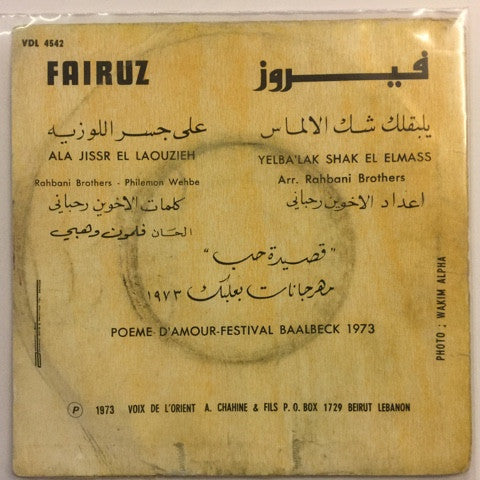 VDL 4542
FAIRUZ
فيروز
على جسر اللوزيه
يلبقلك شك الالماس
ALA JISSR EL LAOUZIEH
YELBA'LAK SHAK EL ELMASS
Rahbani Brothers - Philemon Wehbe
Arr. Rahbani Brothers
كلمات الاخوين رحباني
اعداد الاخوين رحباني
الحان فلمون وهبي
"قصيدة حب"
مهرجانات بعلبك ١٩٧٣
POEME D'AMOUR-FESTIVAL BAALBECK 1973
PHOTO : WAKIM ALPHA
℗ 1973 VOIX DE L'ORIENT A. CHAHINE & FILS P. O. BOX 1729 BEIRUT LEBANON